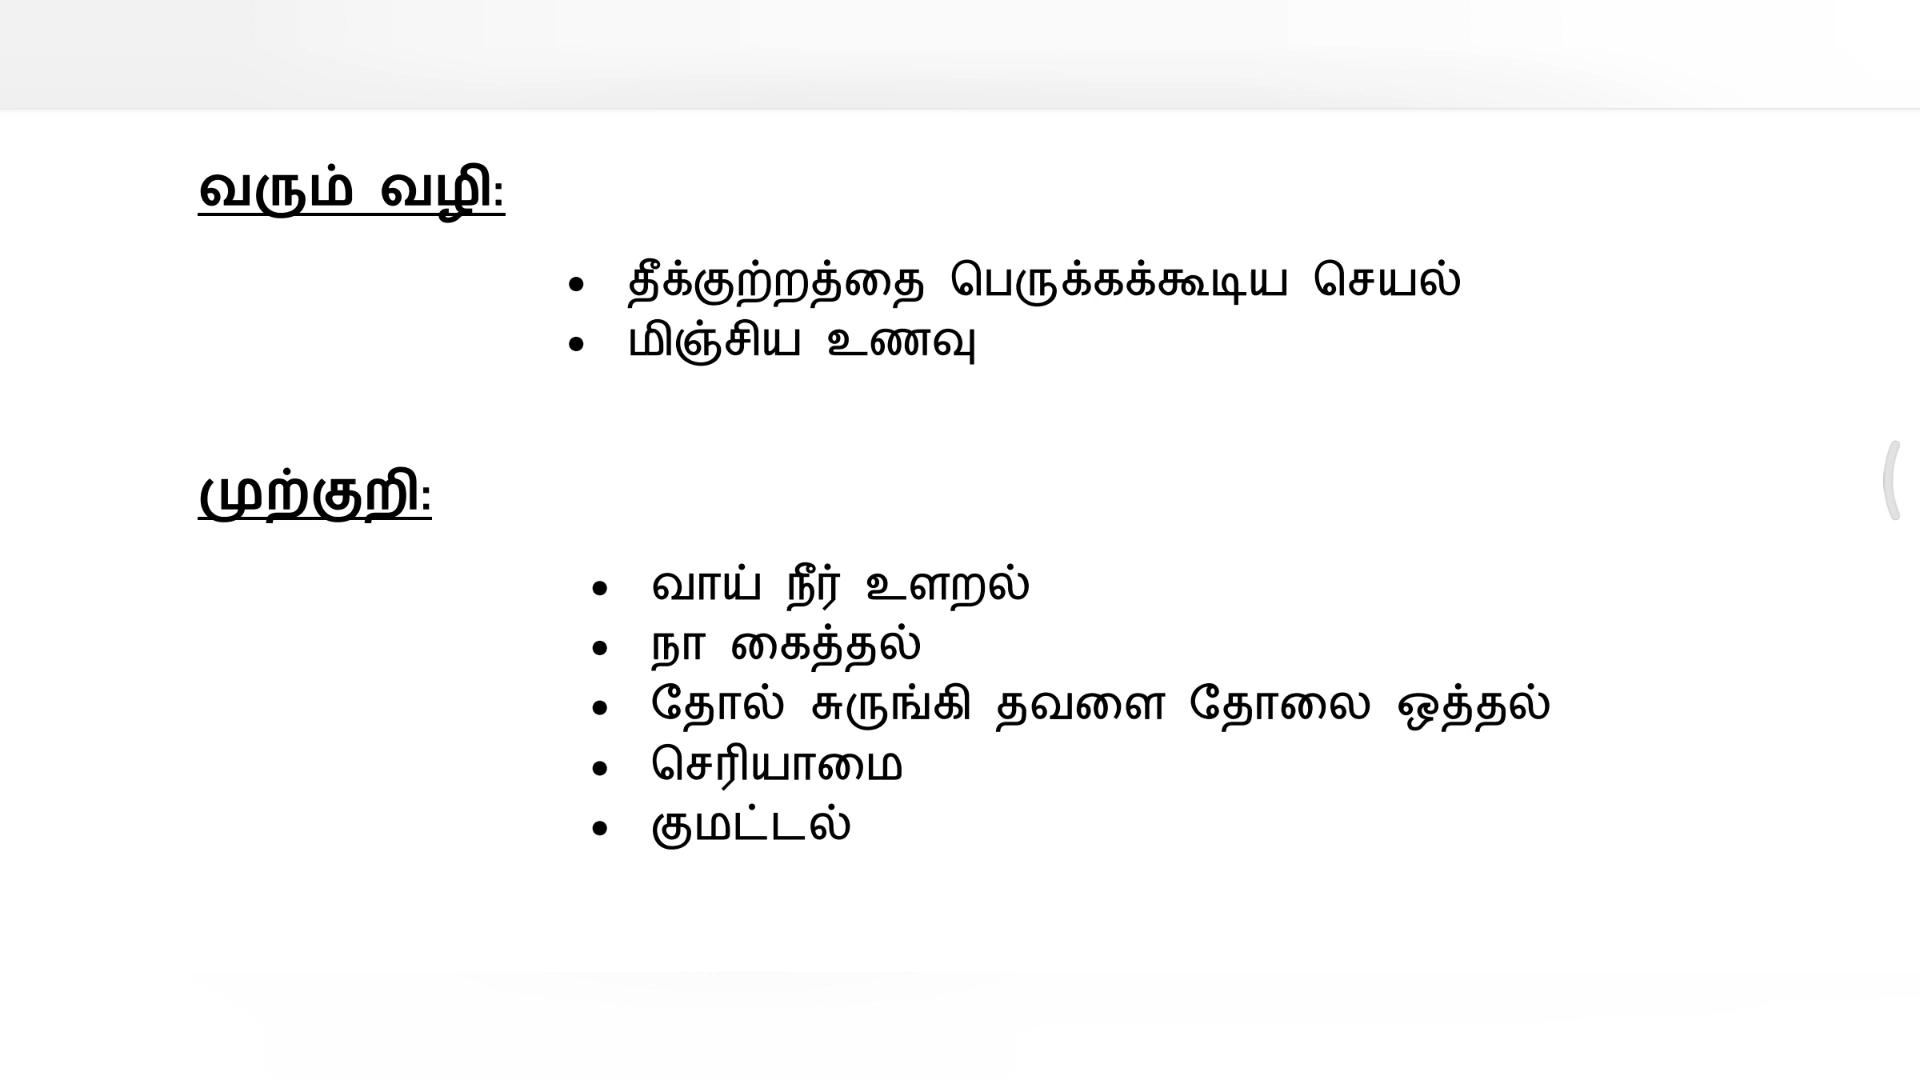 வரும் வழி:
• தீக்குற்றத்தை பெருக்கக்கூடிய செயல்
• மிஞ்சிய உணவு
முற்குறி:
• வாய் நீர் உளறல்
• நா கைத்தல்
• தோல் சுருங்கி தவளை தோலை ஒத்தல்
• செரியாமை
• குமட்டல்